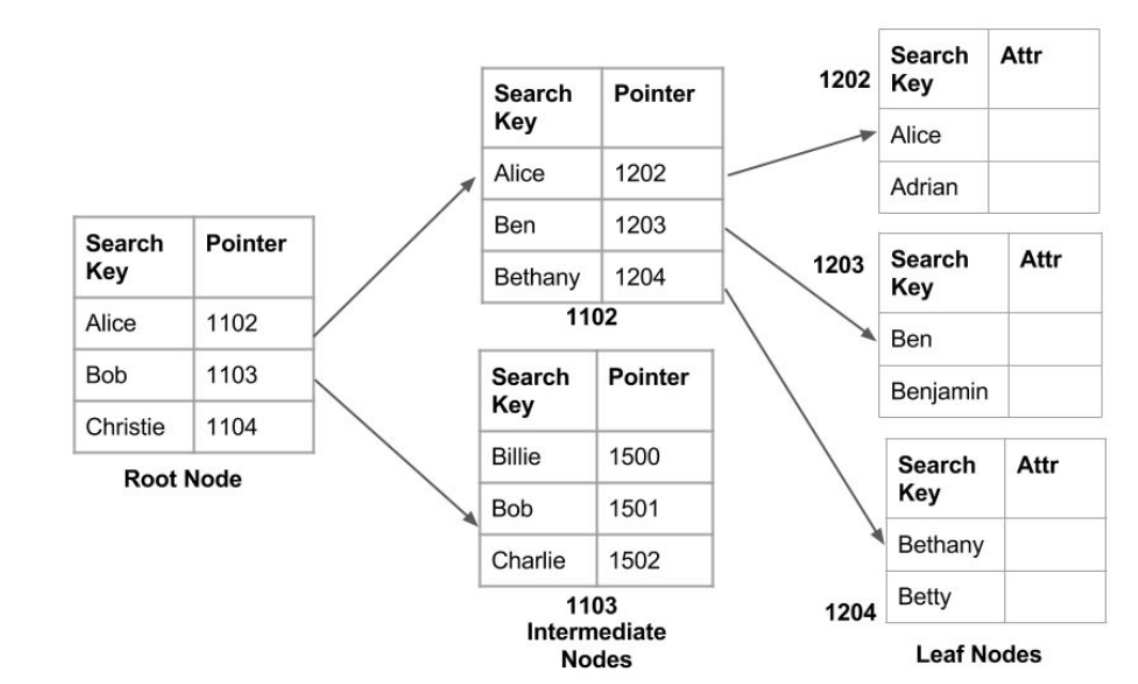 Search Key Pointer
Alice 1102
Bob 1103
Christie 1104
Root Node
Search Key Pointer
Alice 1202
Ben 1203
Bethany 1204
1102
Search Key Pointer
Billie 1500
Bob 1501
Charlie 1502
1103
Intermediate
Nodes
1202
Search Key Attr
Alice
Adrian
1203
Search Key Attr
Ben
Benjamin
Search Key Attr
Bethany
Betty
1204
Leaf Nodes